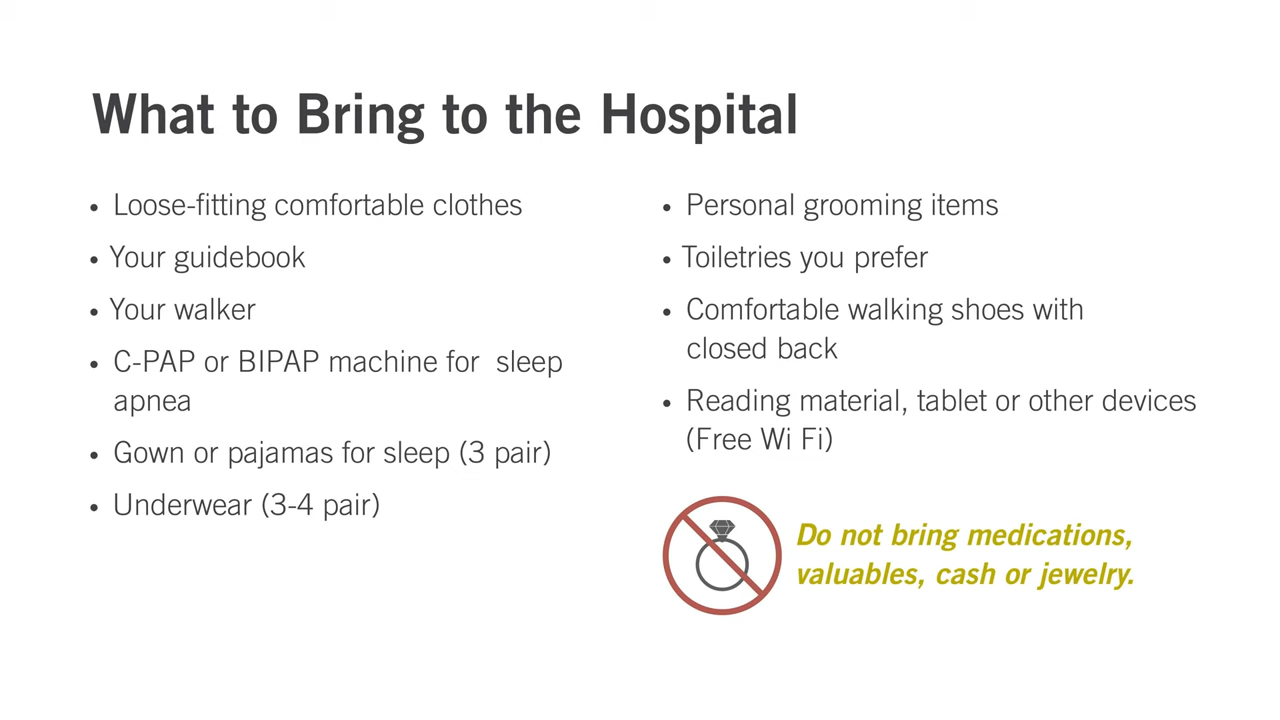 What to Bring to the Hospital
• Loose-fitting comfortable clothes
• Your guidebook
• Your walker
• C-PAP or BIPAP machine for  sleep
apnea
• Gown or pajamas for sleep (3 pair)
• Underwear (3-4 pair)
• Personal grooming items
• Toiletries you prefer
• Comfortable walking shoes with
closed back
• Reading material, tablet or other devices
(Free Wi Fi)
Do not bring medications,
valuables, cash or jewelry.